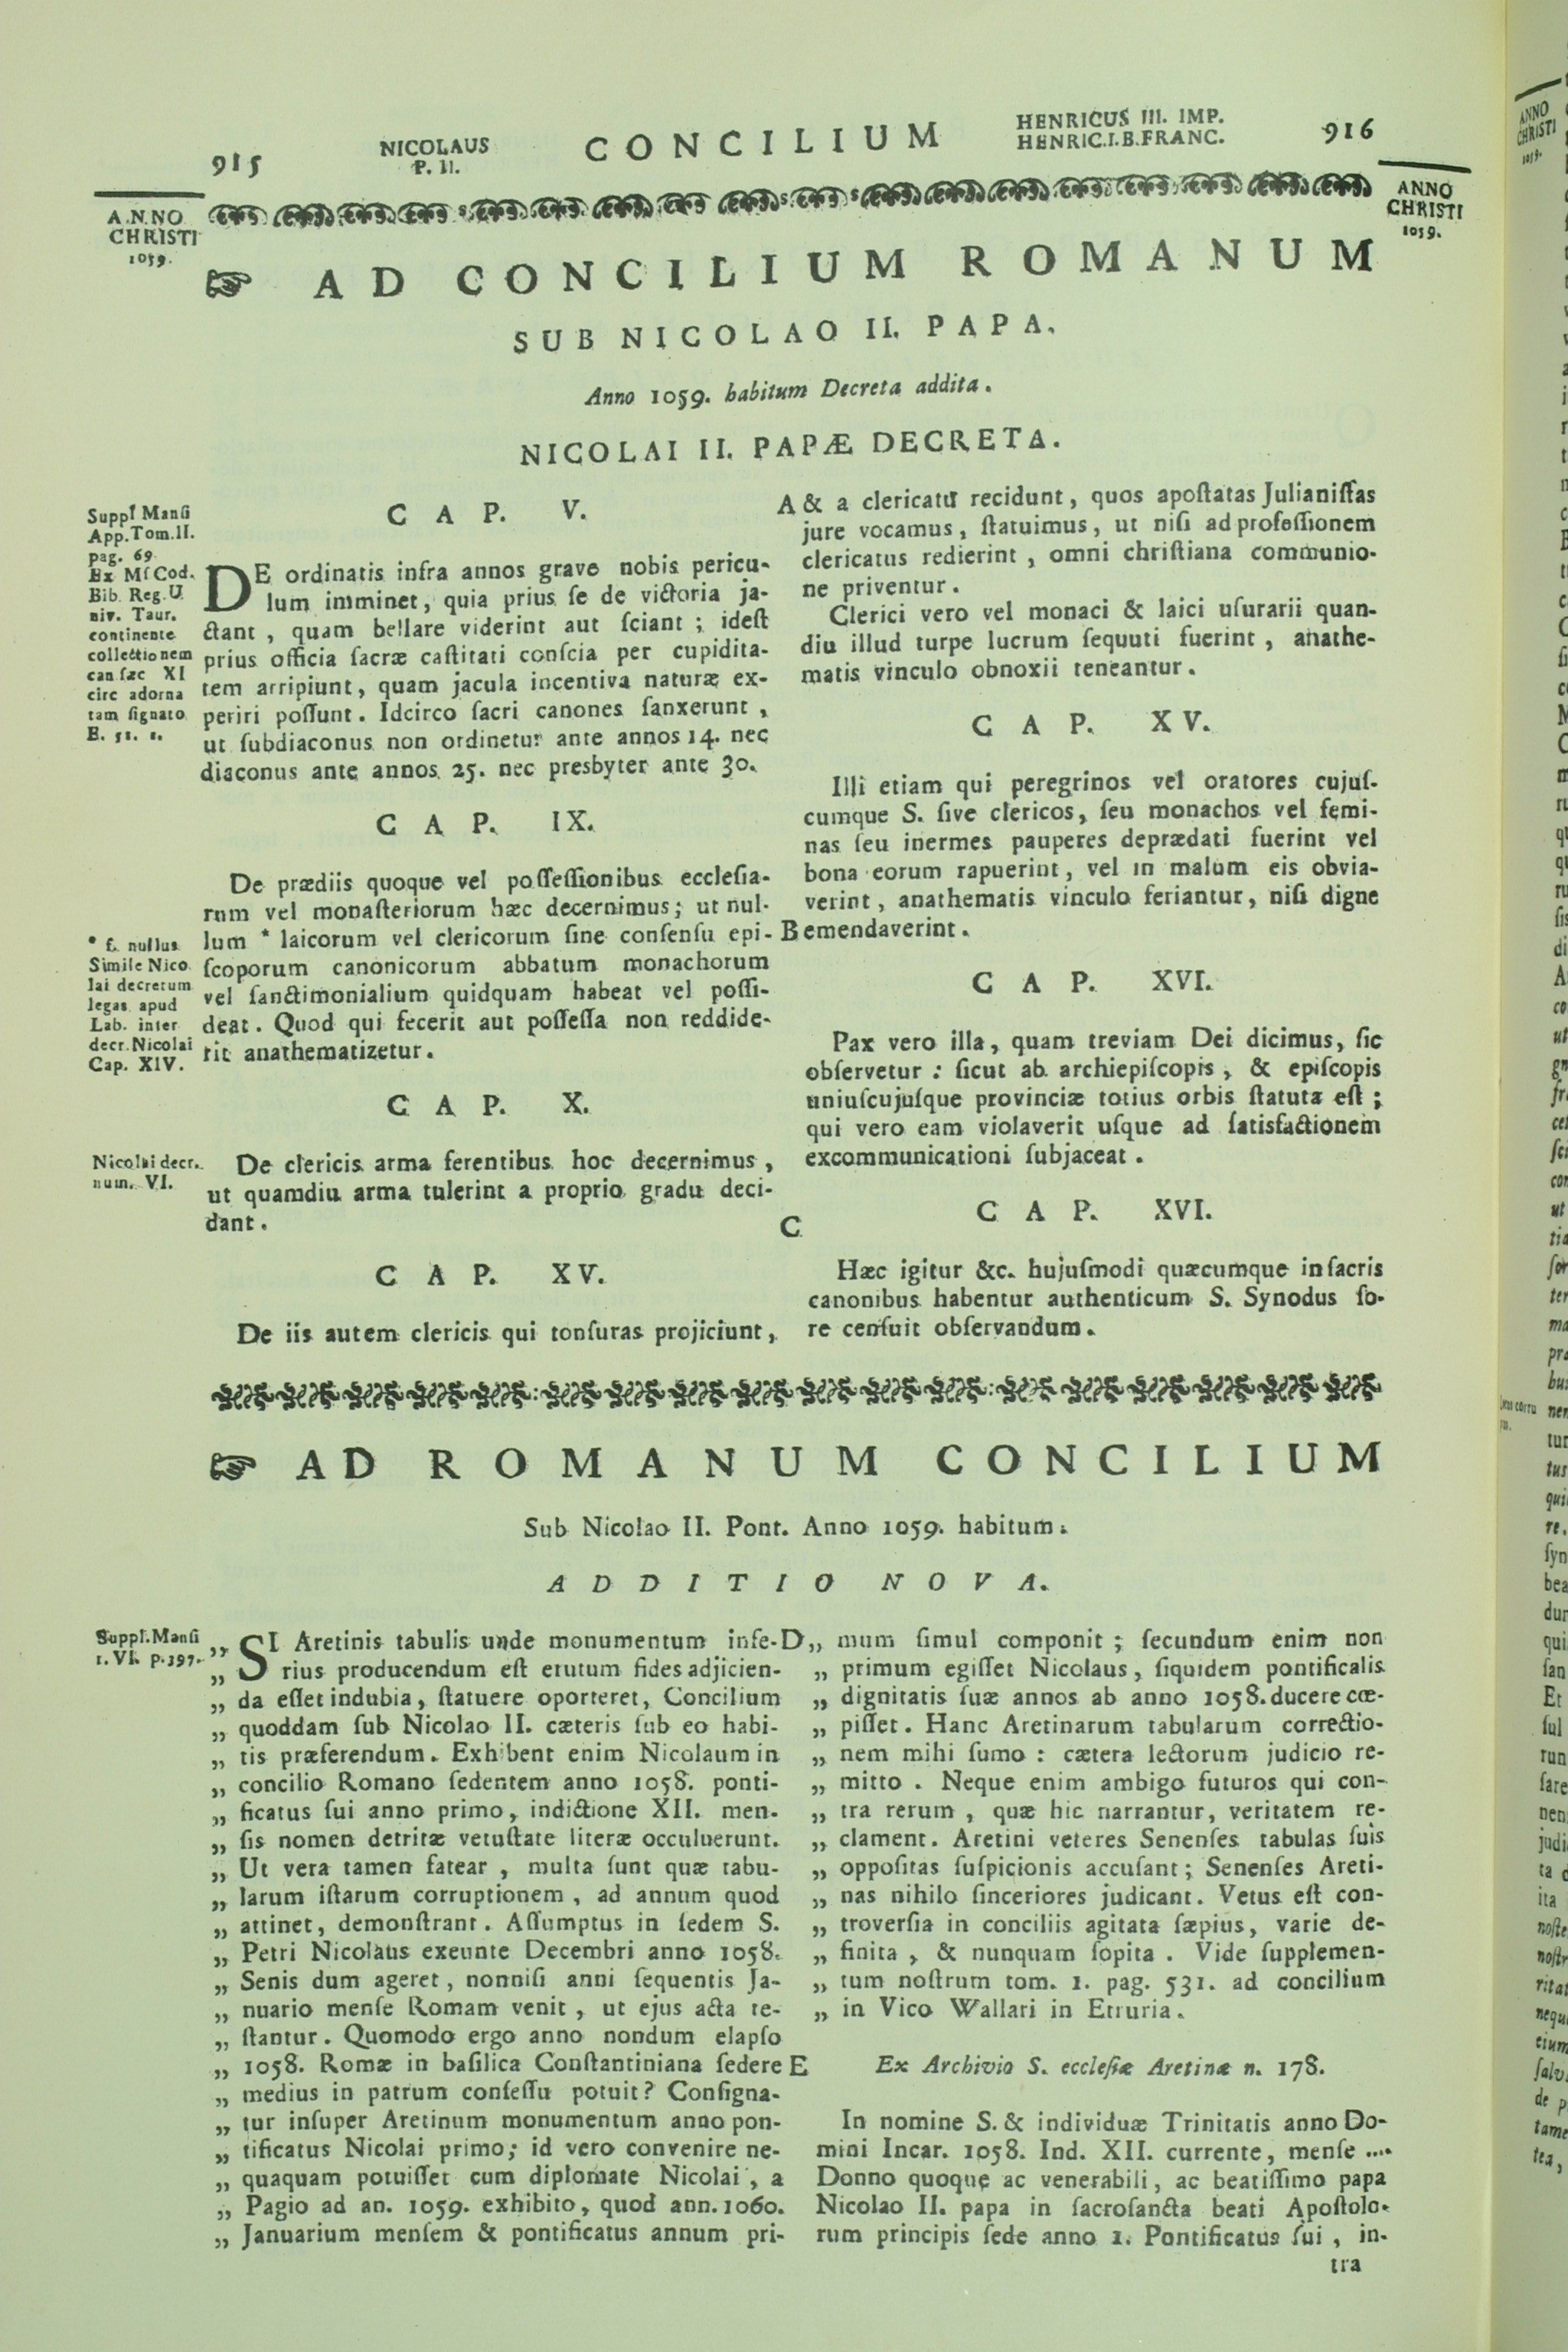 915
NICOLAUS
P. II.
CONCILIUM
HENRICUS III. IMP.
HENRIC.I.B.FRANC.
916
ANNO
CHRISTI
1059.
ANNO
CHRISTI
1059.
☞ AD CONCILIUM ROMANUM
SUB NICOLAO II. PAPA.
Anno 1059. habitum Decreta addita.
NICOLAI II. PAPÆ DECRETA.
Suppl Mansi
App. Tom. II.
pag. 69
Ex Ms Cod.
Bib. Reg. U
niv. Taur.
continente
collectionem
can sæc XI
circ adorna
tam signato
E. 51. 1.
CAP. V.
DE ordinatis infra annos grave nobis pericu-
lum imminet, quia prius ſe de victoria ja-
ctant, quam bellare viderint aut ſciant; ideſt
prius officia ſacræ caſtitati conſcia per cupidita-
tem arripiunt, quam jacula incentiva naturæ ex-
periri poſſunt. Idcirco ſacri canones ſanxerunt,
ut ſubdiaconus non ordinetur ante annos 14. nec
diaconus ante annos 25. nec presbyter ante 30.
CAP. IX.
De prædiis quoque vel poſſeſſionibus eccleſia-
rum vel monaſteriorum hæc decernimus; ut nul-
lum * laicorum vel clericorum ſine conſenſu epi-
ſcoporum canonicorum abbatum monachorum
vel ſanctimonialium quidquam habeat vel poſſi-
deat. Quod qui fecerit aut poſſeſſa non reddide-
rit anathematizetur.
* f. nullus
Simile Nico
lai decretum
legas apud
Lab. inter
decr. Nicolai
Cap. XIV.
CAP. X.
Nicolai decr.
num. VI.
De clericis arma ferentibus hoc decernimus,
ut quamdiu arma tulerint a proprio gradu deci-
dant.
CAP. XV.
De iis autem clericis qui tonſuras projiciunt,
A & a clericatu recidunt, quos apoſtatas Julianiſtas
jure vocamus, ſtatuimus, ut niſi ad profeſſionem
clericatus redierint, omni chriſtiana communio-
ne priventur.
Clerici vero vel monaci & laici uſurarii quan-
diu illud turpe lucrum ſequuti fuerint, anathe-
matis vinculo obnoxii teneantur.
CAP. XV.
Illi etiam qui peregrinos vel oratores cujuſ-
cumque S. ſive clericos, ſeu monachos vel femi-
nas ſeu inermes pauperes deprædati fuerint vel
bona eorum rapuerint, vel in malum eis obvia-
verint, anathematis vinculo feriantur, niſi digne
B emendaverint.
CAP. XVI.
Pax vero illa, quam treviam Dei dicimus, ſic
obſervetur: ſicut ab archiepiſcopis, & epiſcopis
uniuſcujuſque provinciæ totius orbis ſtatuta eſt;
qui vero eam violaverit uſque ad ſatisfactionem
excommunicationi ſubjaceat.
C
CAP. XVI.
Hæc igitur &c. hujuſmodi quæcumque in ſacris
canonibus habentur authenticum S. Synodus fo-
re cenſuit obſervandum.
☞ AD ROMANUM CONCILIUM
Sub Nicolao II. Pont. Anno 1059. habitum.
ADDITIO NOVA.
Suppl. Mansi
t. VI. p. 397.
„ SI Aretinis tabulis unde monumentum infe-
„ rius producendum eſt erutum fides adjicien-
„ da eſſet indubia, ſtatuere oporteret, Concilium
„ quoddam ſub Nicolao II. cæteris ſub eo habi-
„ tis præferendum. Exhibent enim Nicolaum in
„ concilio Romano ſedentem anno 1058. ponti-
„ ficatus ſui anno primo, indictione XII. men-
„ ſis nomen detritæ vetuſtate literæ occuluerunt.
„ Ut vera tamen fatear, multa ſunt quæ tabu-
„ larum iſtarum corruptionem, ad annum quod
„ attinet, demonſtrant. Aſſumptus in ſedem S.
„ Petri Nicolaus exeunte Decembri anno 1058.
„ Senis dum ageret, nonniſi anni ſequentis Ja-
„ nuario menſe Romam venit, ut ejus acta te-
„ ſtantur. Quomodo ergo anno nondum elapſo
„ 1058. Romæ in baſilica Conſtantiniana ſedere
„ medius in patrum conſeſſu potuit? Conſigna-
„ tur inſuper Aretinum monumentum anno pon-
„ tificatus Nicolai primo; id vero convenire ne-
„ quaquam potuiſſet cum diplomate Nicolai, a
„ Pagio ad an. 1059. exhibito, quod ann. 1060.
„ Januarium menſem & pontificatus annum pri-
D „ mum ſimul componit; ſecundum enim non
„ primum egiſſet Nicolaus, ſiquidem pontificalis
„ dignitatis ſuæ annos ab anno 1058. ducere cœ-
„ piſſet. Hanc Aretinarum tabularum correctio-
„ nem mihi ſumo: cætera lectorum judicio re-
„ mitto. Neque enim ambigo futuros qui con-
„ tra rerum, quæ hic narrantur, veritatem re-
„ clament. Aretini veteres Senenſes tabulas ſuis
„ oppoſitas ſuſpicionis accuſant; Senenſes Areti-
„ nas nihilo ſinceriores judicant. Vetus eſt con-
„ troverſia in conciliis agitata ſæpius, varie de-
„ finita, & nunquam ſopita. Vide ſupplemen-
„ tum noſtrum tom. 1. pag. 531. ad concilium
„ in Vico Wallari in Etruria.
E Ex Archivio S. eccleſiæ Aretinæ n. 178.
In nomine S. & individuæ Trinitatis anno Do-
mini Incar. 1058. Ind. XII. currente, menſe ....
Donno quoque ac venerabili, ac beatiſſimo papa
Nicolao II. papa in ſacroſancta beati Apoſtolo-
rum principis ſede anno 1. Pontificatus ſui, in-
tra